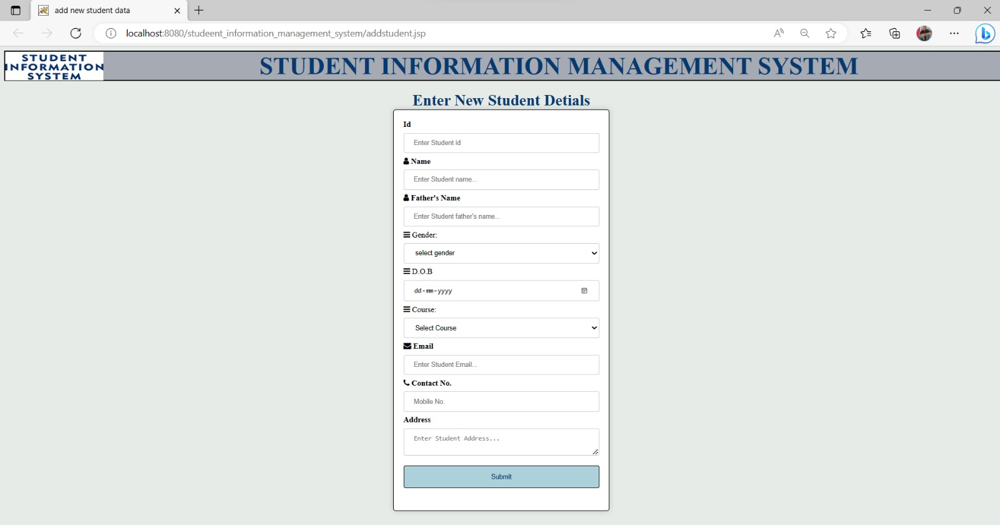 add new student data
localhost:8080/studeent_information_management_system/addstudent.jsp
STUDENT
INFORMATION
SYSTEM
STUDENT INFORMATION MANAGEMENT SYSTEM
Enter New Student Detials
Id
Enter Student id
Name
Enter Student name...
Father's Name
Enter Student father's name...
Gender:
select gender
D.O.B
dd-mm-yyyy
Course:
Select Course
Email
Enter Student Email...
Contact No.
Mobile No.
Address
Enter Student Address...
Submit